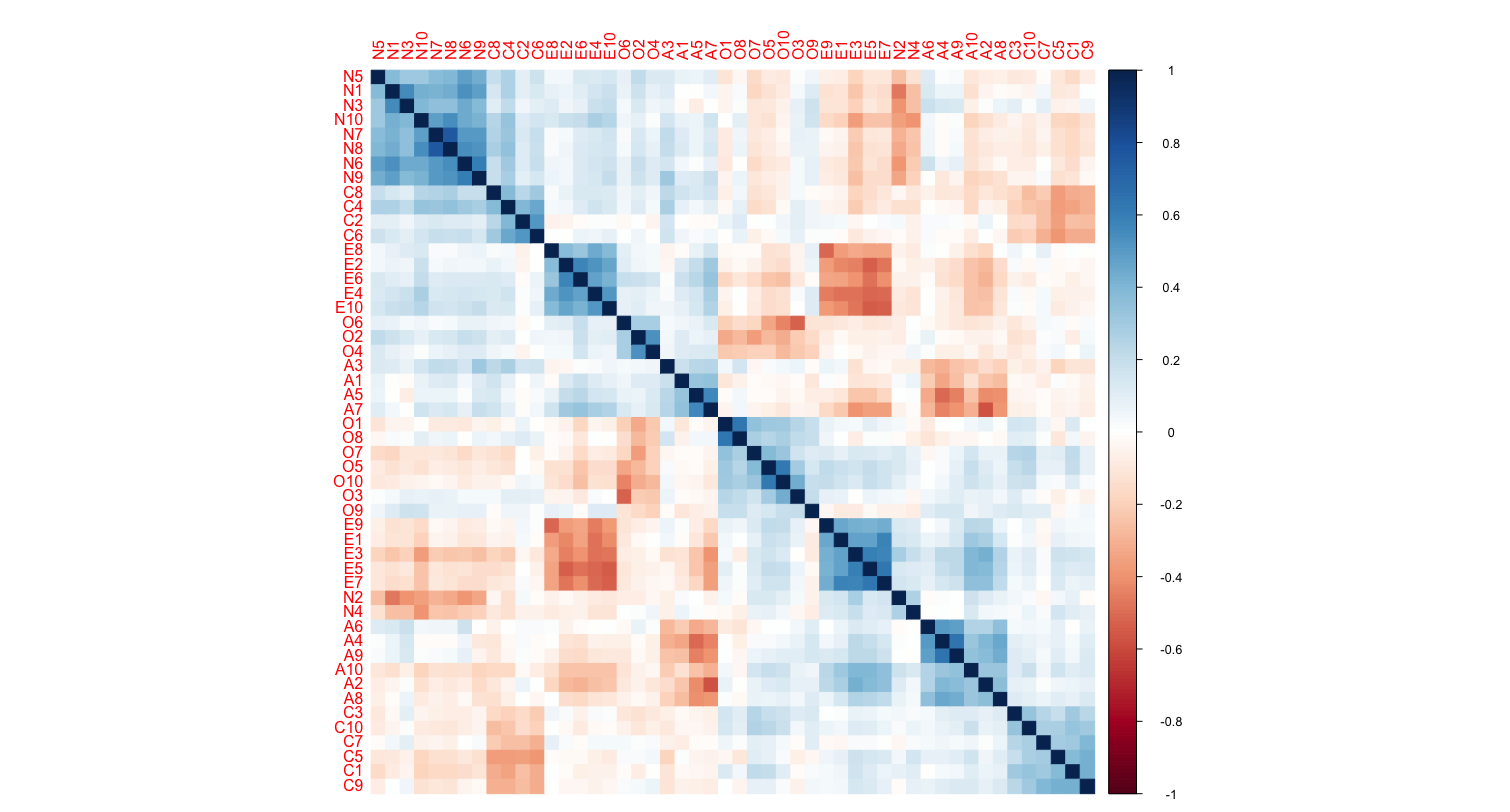 N5 N1 N3 N10 N7 N8 N6 N9 C8 C4 C2 C6 E8 E2 E6 E4 E10 O6 O2 O4 A3 A1 A5 A7 O1 O8 O7 O5 O10 O3 O9 E9 E1 E3 E5 E7 N2 N4 A6 A4 A9 A10 A2 A8 C3 C10 C7 C5 C1 C9
N5
N1
N3
N10
N7
N8
N6
N9
C8
C4
C2
C6
E8
E2
E6
E4
E10
O6
O2
O4
A3
A1
A5
A7
O1
O8
O7
O5
O10
O3
O9
E9
E1
E3
E5
E7
N2
N4
A6
A4
A9
A10
A2
A8
C3
C10
C7
C5
C1
C9
1
0.8
0.6
0.4
0.2
0
-0.2
-0.4
-0.6
-0.8
-1